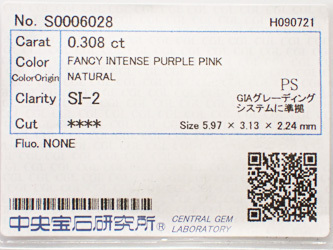 No. S0006028 H090721
Carat 0.308 ct
Color FANCY INTENSE PURPLE PINK
ColorOrigin NATURAL
Clarity SI-2 PS
GIAグレーディング
システムに準拠
Cut **** Size 5.97 × 3.13 × 2.24 mm
Fluo. NONE
中央宝石研究所® CENTRAL GEM
LABORATORY